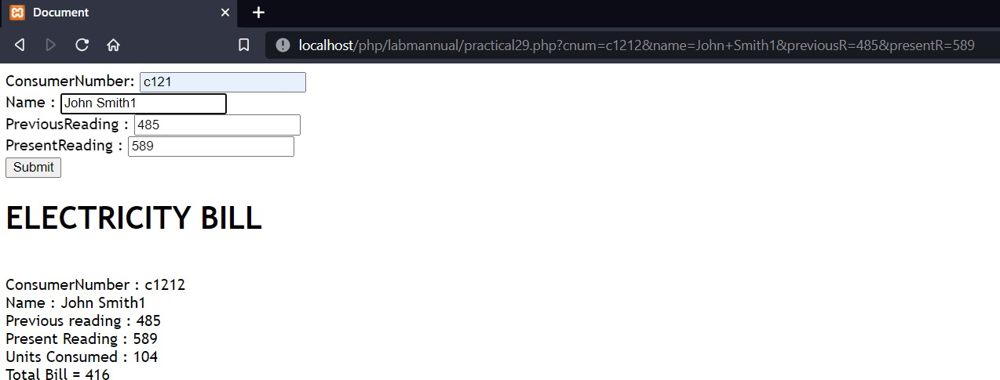 Document
localhost/php/labmannual/practical29.php?cnum=c1212&name=John+Smith1&previousR=485&presentR=589
ConsumerNumber: c121
Name : John Smith1
PreviousReading : 485
PresentReading : 589
Submit
ELECTRICITY BILL
ConsumerNumber : c1212
Name : John Smith1
Previous reading : 485
Present Reading : 589
Units Consumed : 104
Total Bill = 416